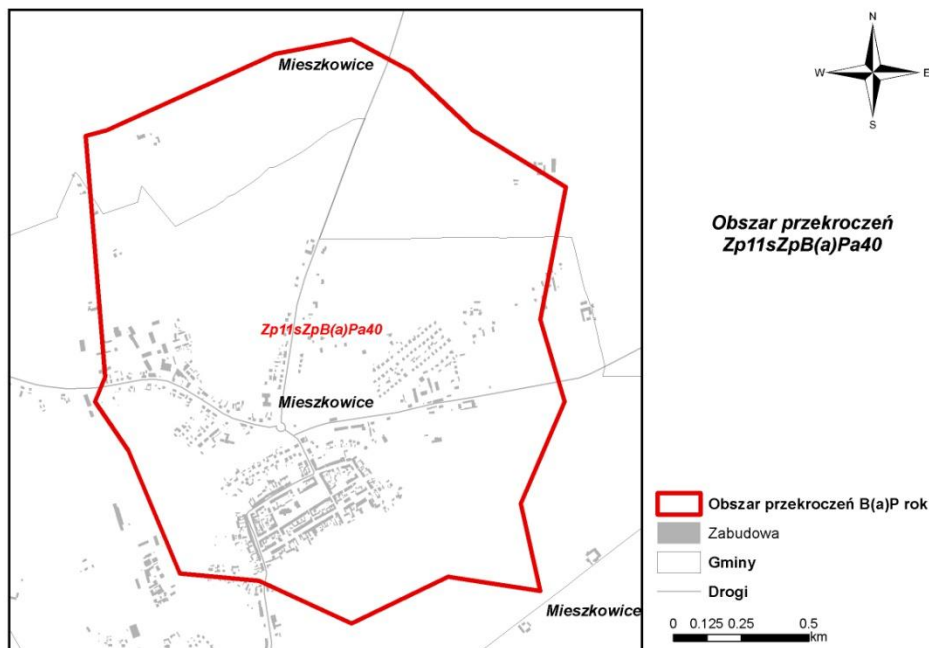 Mieszkowice
Zp11sZpB(a)Pa40
Mieszkowice
Mieszkowice
N
W E
S
Obszar przekroczeń
Zp11sZpB(a)Pa40
Obszar przekroczeń B(a)P rok
Zabudowa
Gminy
Drogi
0 0.125 0.25 0.5
km